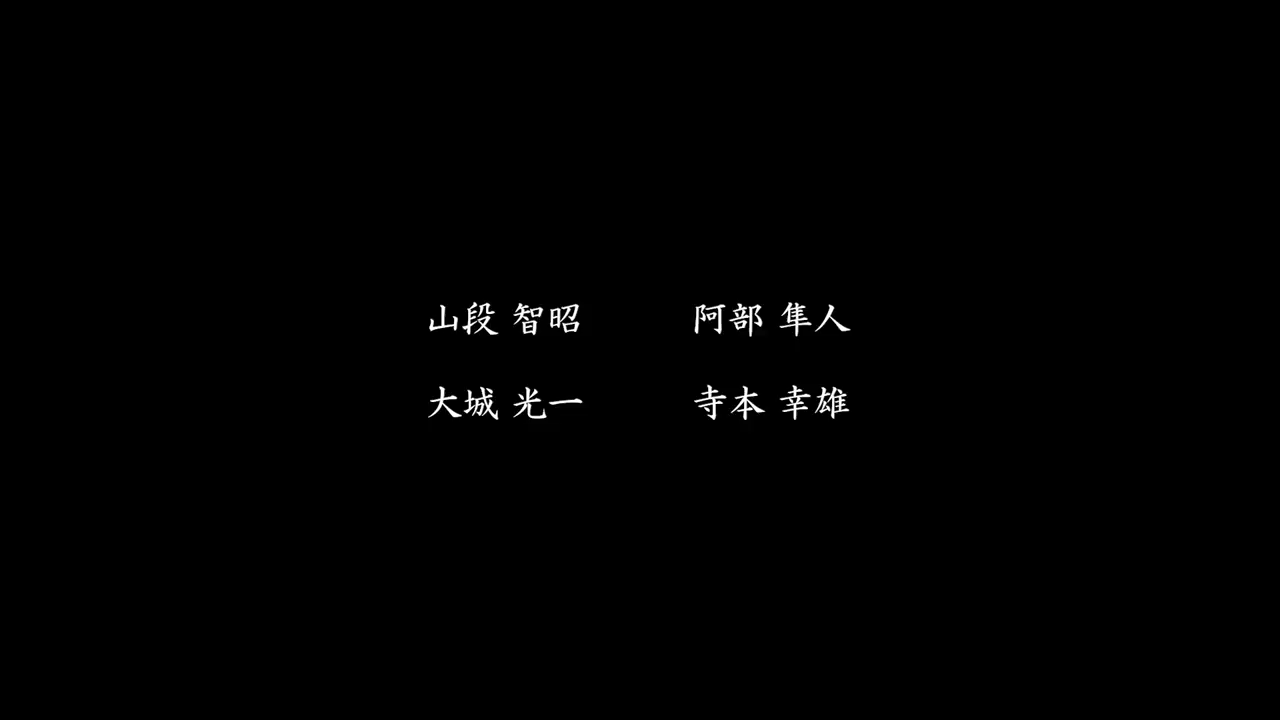 山段 智昭 阿部 隼人
大城 光一 寺本 幸雄